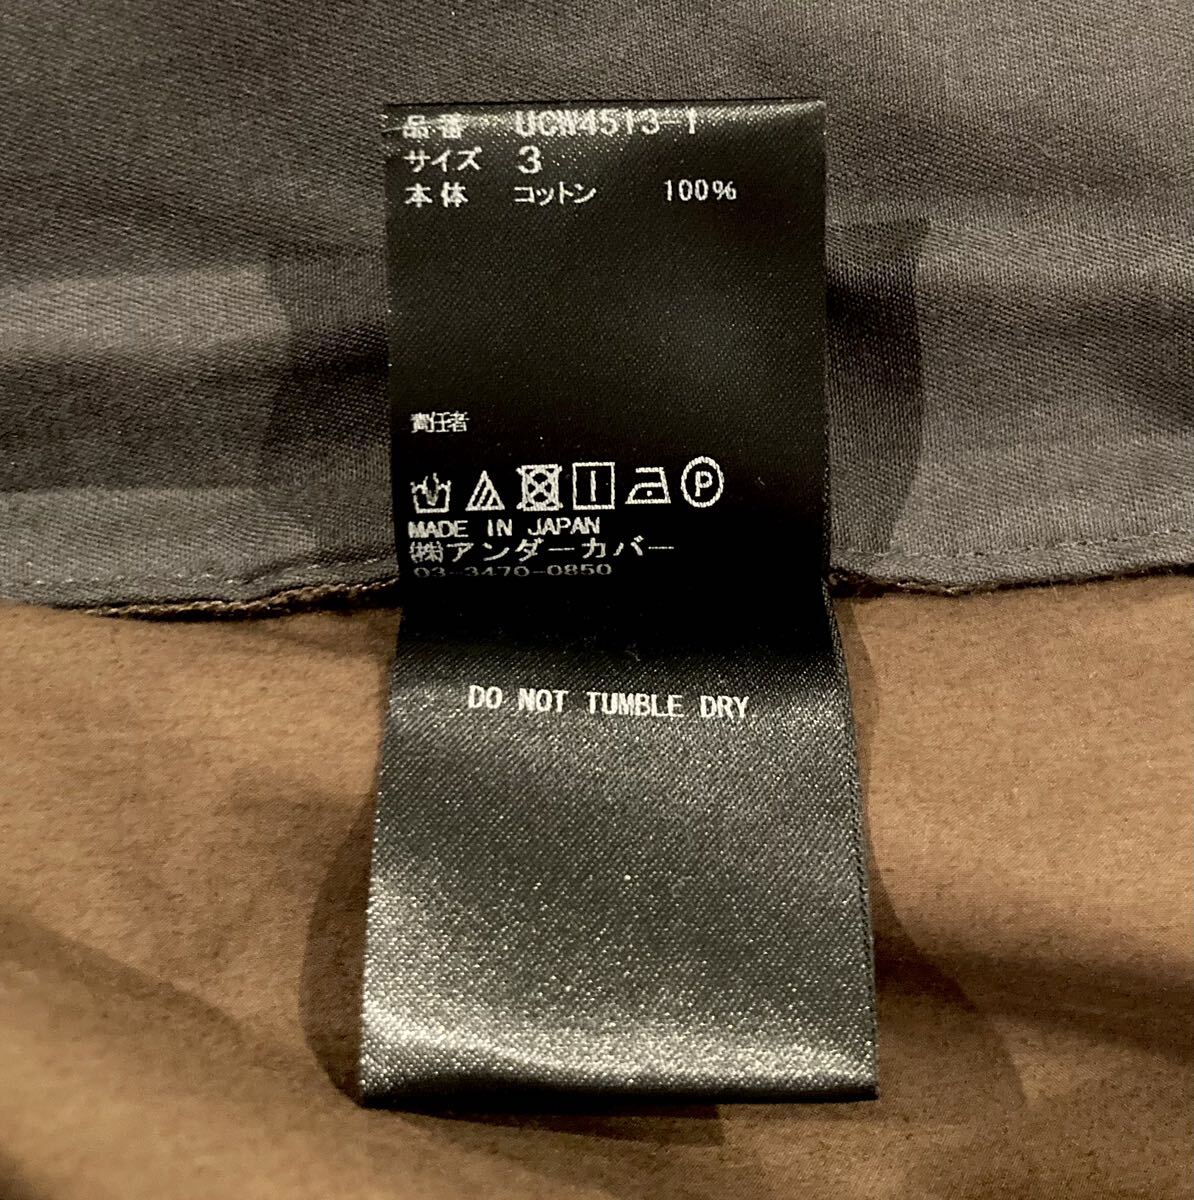 品番 UCW4513-1
サイズ 3
本体 コットン 100%
責任者
P
MADE IN JAPAN
㈱アンダーカバー
03-3470-0850
DO NOT TUMBLE DRY